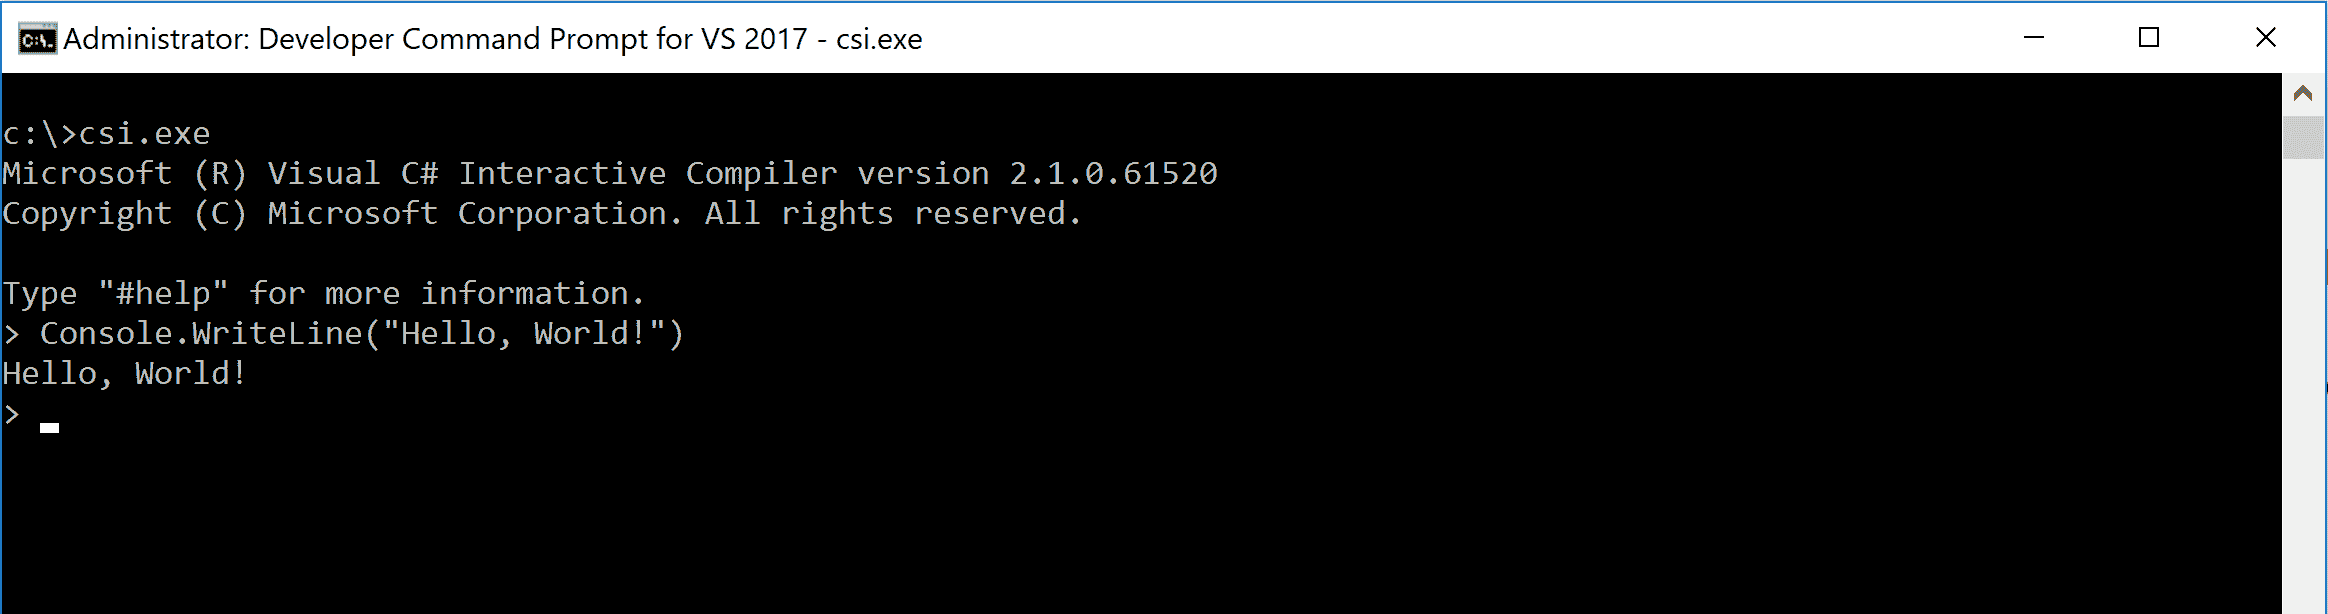 Administrator: Developer Command Prompt for VS 2017 - csi.exe
c:\>csi.exe
Microsoft (R) Visual C# Interactive Compiler version 2.1.0.61520
Copyright (C) Microsoft Corporation. All rights reserved.
Type "#help" for more information.
> Console.WriteLine("Hello, World!")
Hello, World!
>